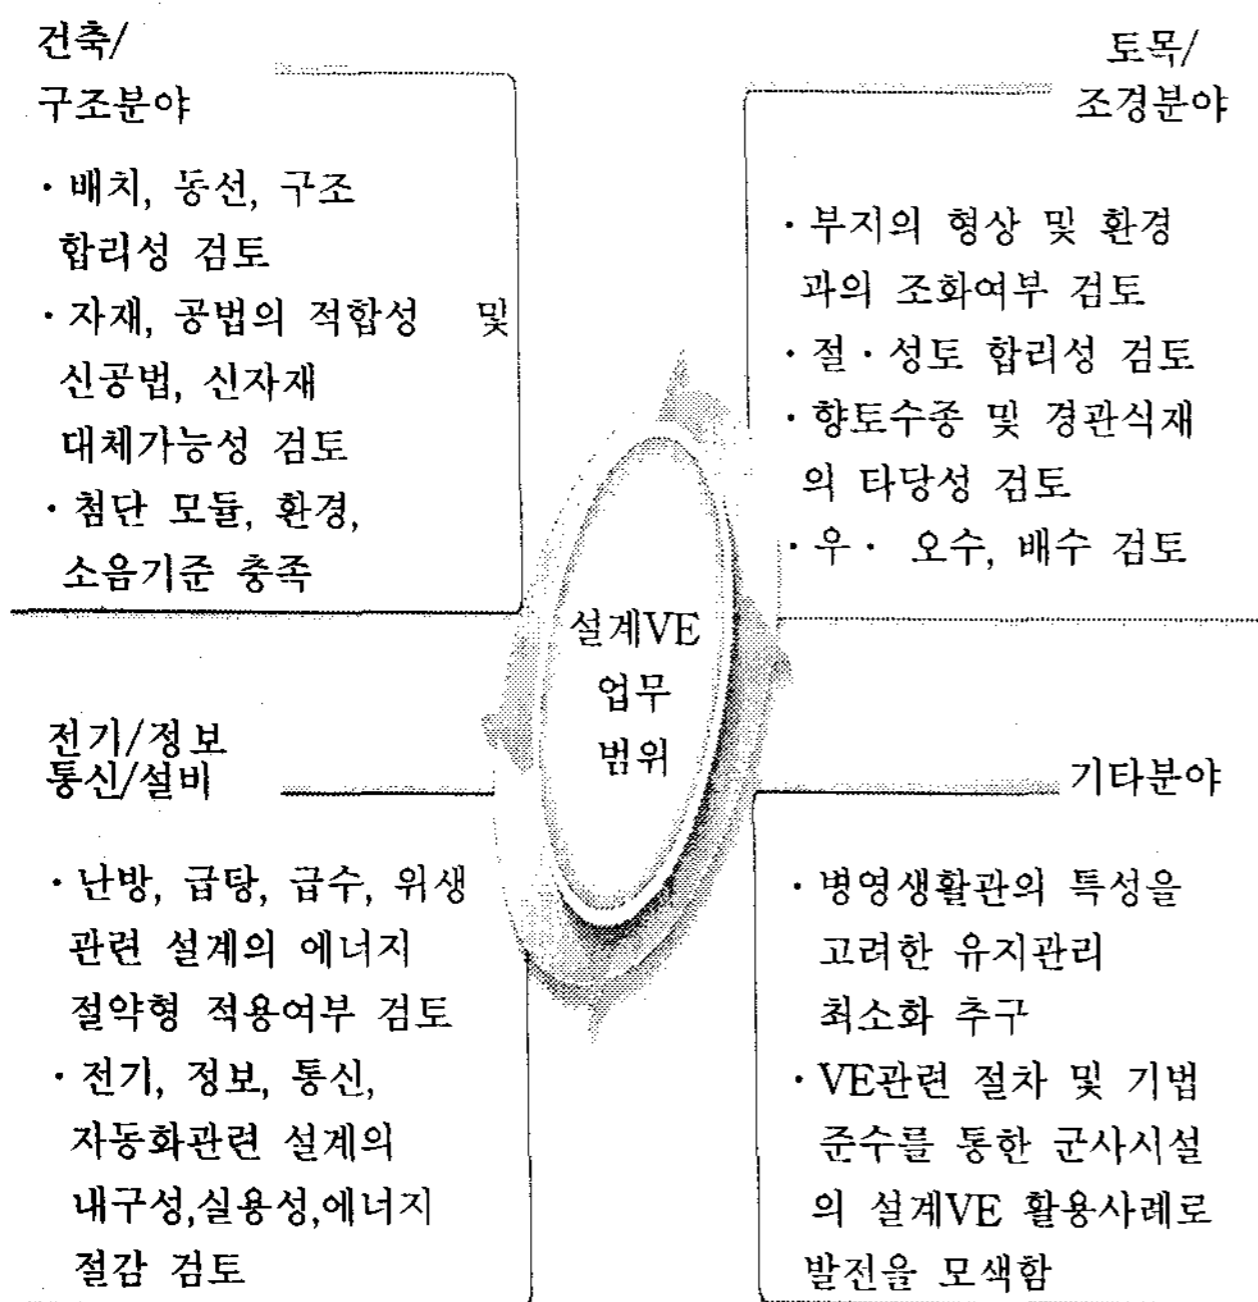 건축/
구조분야
· 배치, 동선, 구조
합리성 검토
· 자재, 공법의 적합성 및
신공법, 신자재
대체가능성 검토
· 첨단 모듈, 환경,
소음기준 충족
토목/
조경분야
· 부지의 형상 및 환경
과의 조화여부 검토
· 절 · 성토 합리성 검토
· 향토수종 및 경관식재
의 타당성 검토
· 우 · 오수, 배수 검토
설계VE
업무
범위
전기/정보
통신/설비
· 난방, 급탕, 급수, 위생
관련 설계의 에너지
절약형 적용여부 검토
· 전기, 정보, 통신,
자동화관련 설계의
내구성,실용성,에너지
절감 검토
기타분야
· 병영생활관의 특성을
고려한 유지관리
최소화 추구
· VE관련 절차 및 기법
준수를 통한 군사시설
의 설계VE 활용사례로
발전을 모색함